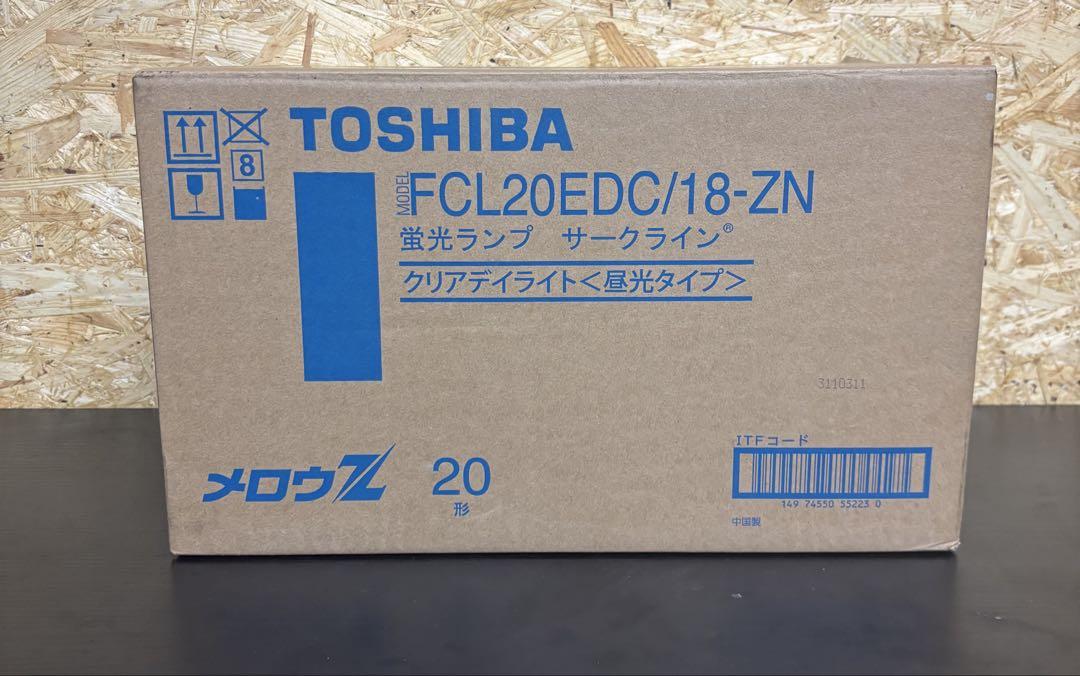 TOSHIBA
8
MODEL FCL20EDC/18-ZN
蛍光ランプ サークライン®
クリアデイライト<昼光タイプ>
3110311
メロウZ 20形
ITFコード
149 74550 55223 0
中国製